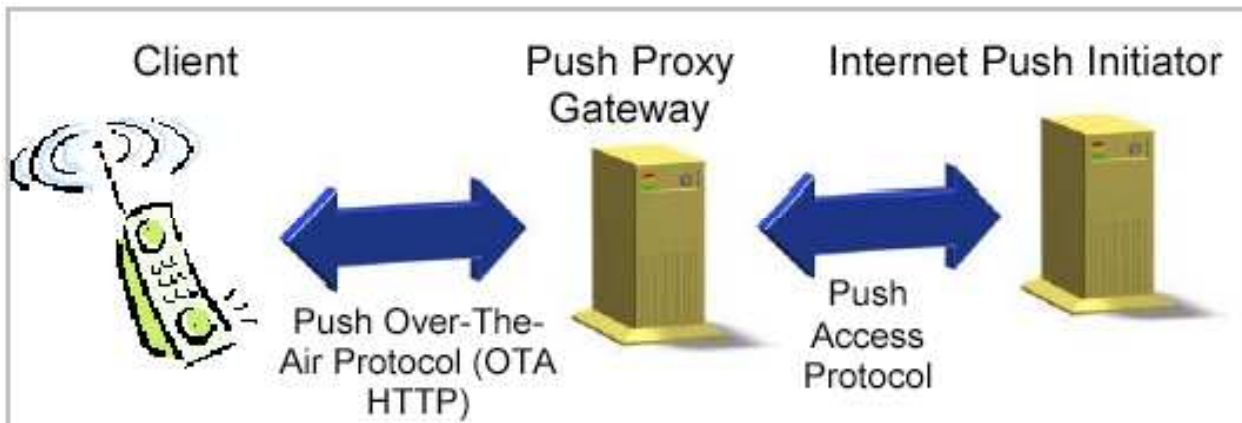 Client
Push Proxy
Gateway
Internet Push Initiator
Push Over-The-
Air Protocol (OTA
HTTP)
Push
Access
Protocol